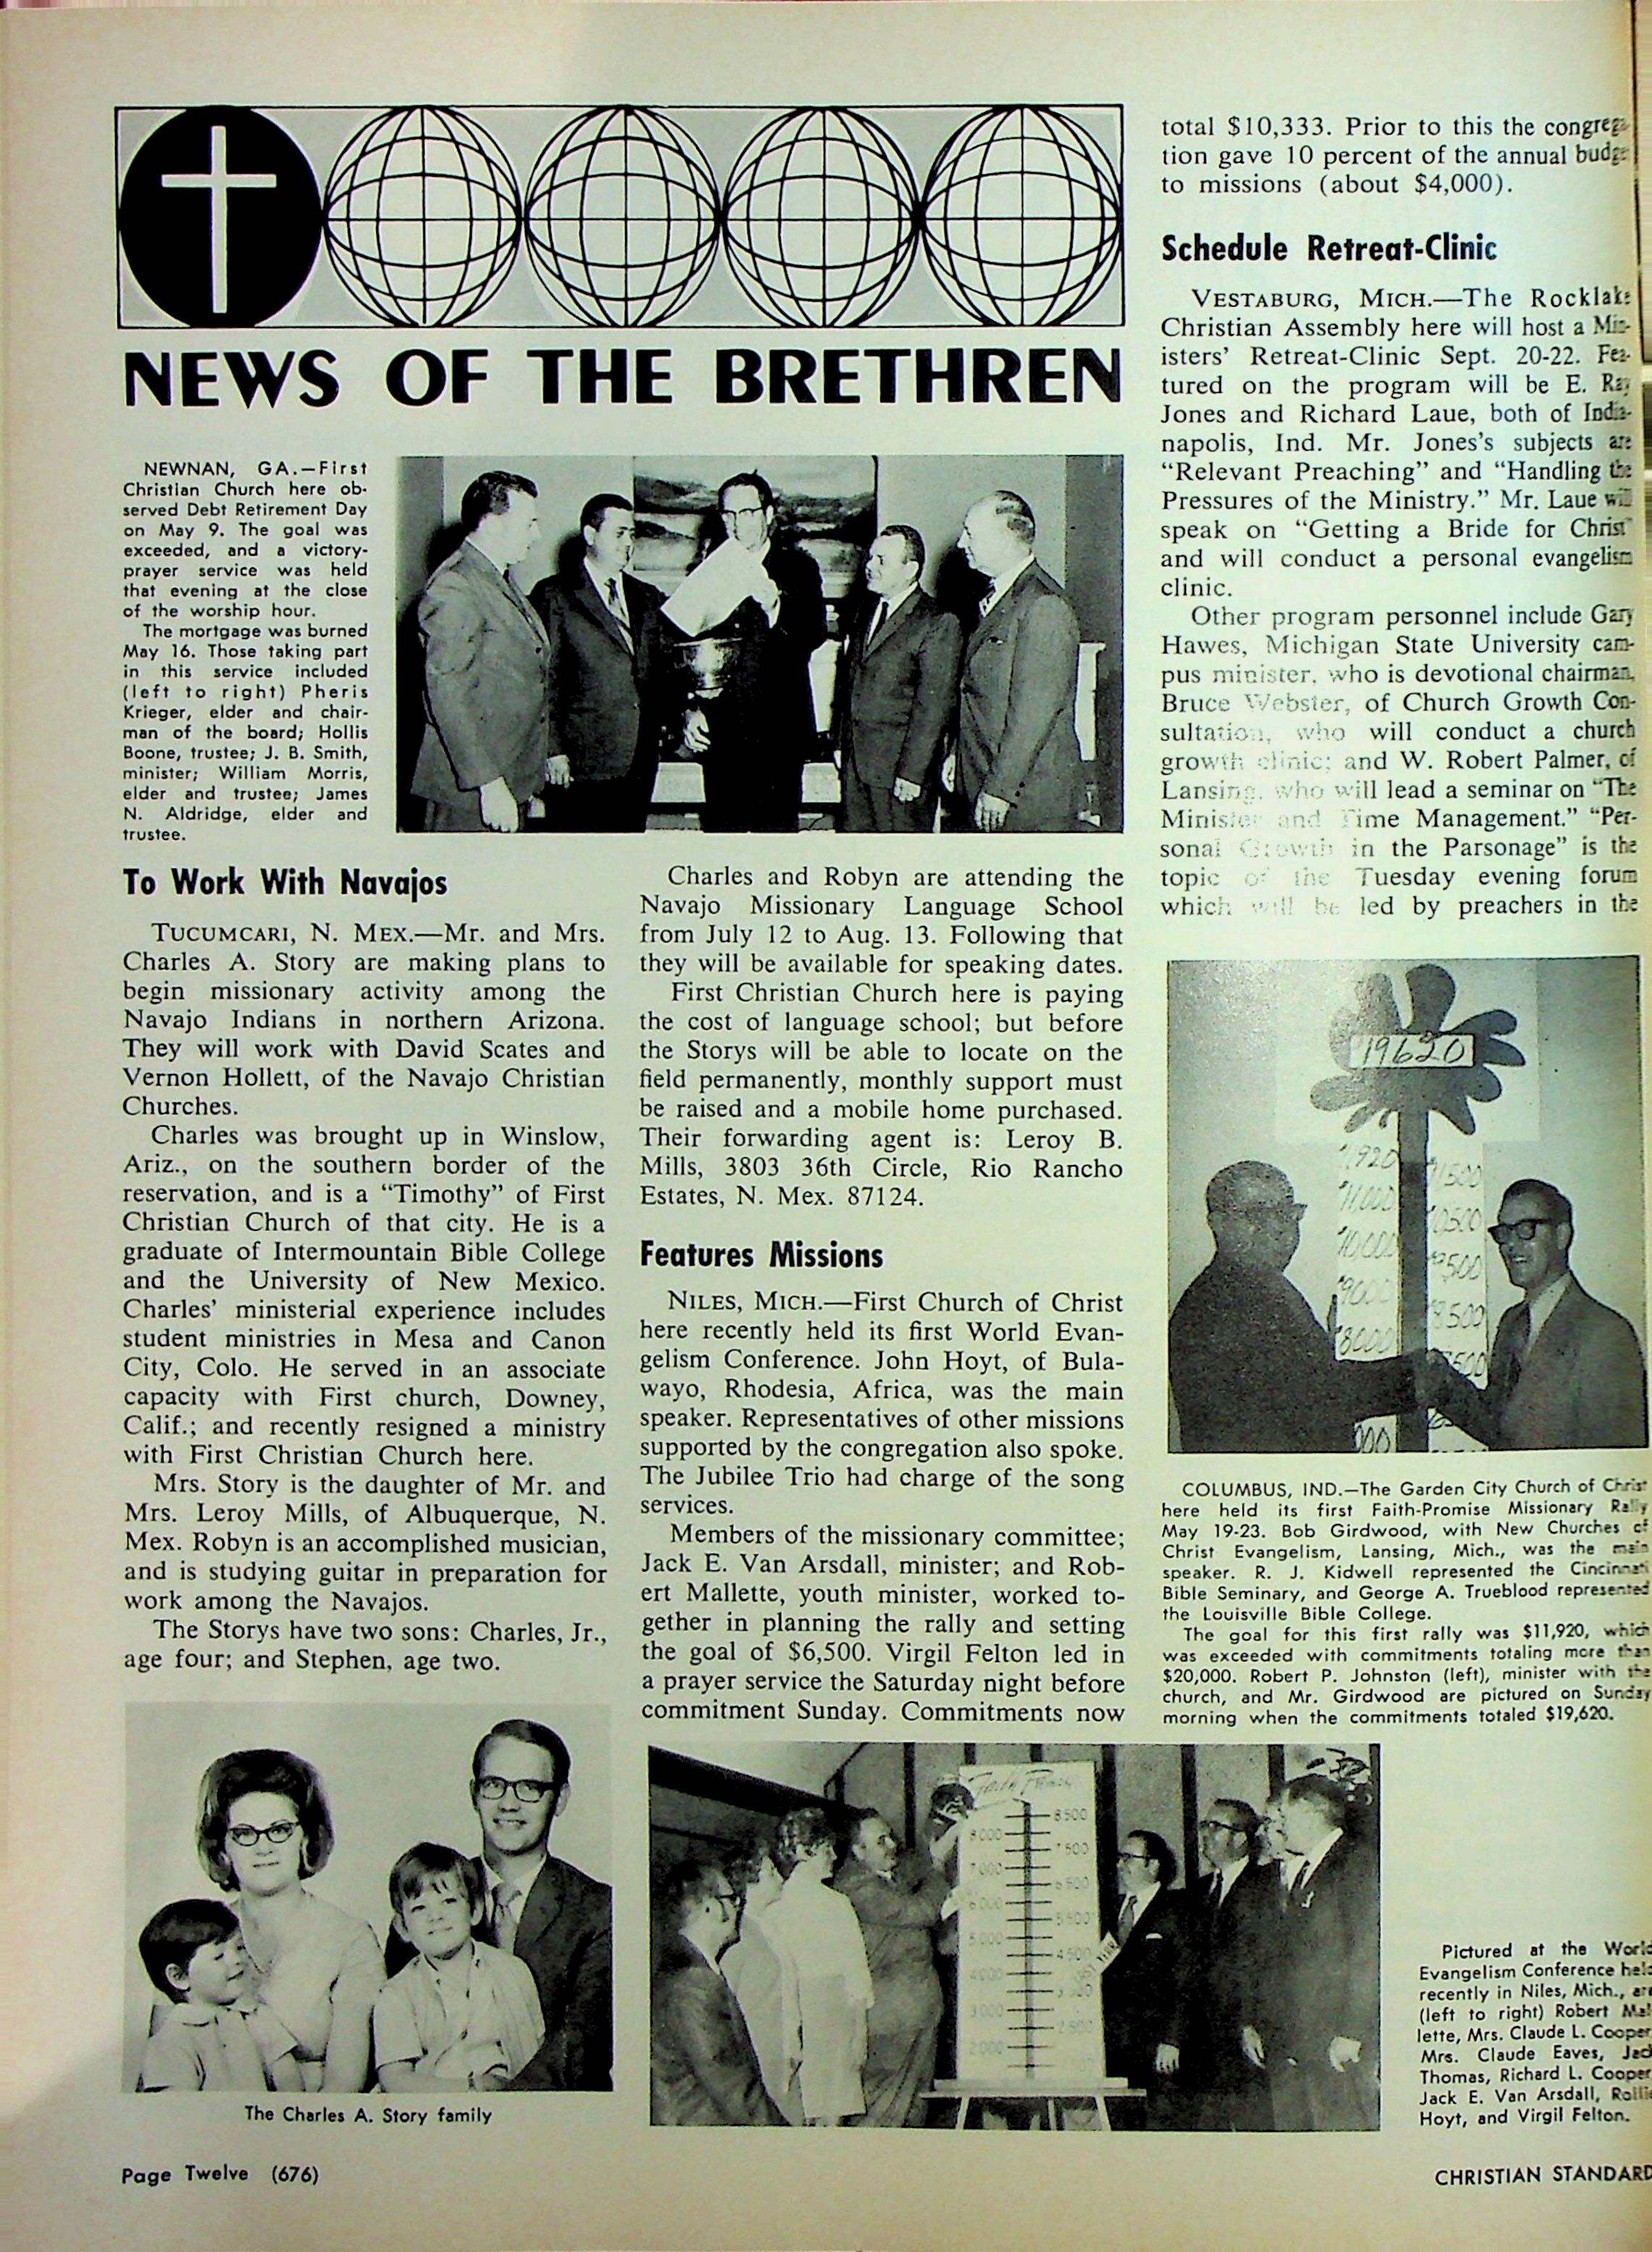 NEWS OF THE BRETHREN
NEWNAN, GA.—First
Christian Church here ob-
served Debt Retirement Day
on May 9. The goal was
exceeded, and a victory-
prayer service was held
that evening at the close
of the worship hour.
The mortgage was burned
May 16. Those taking part
in this service included
(left to right) Pheris
Krieger, elder and chair-
man of the board; Hollis
Boone, trustee; J. B. Smith,
minister; William Morris,
elder and trustee; James
N. Aldridge, elder and
trustee.
To Work With Navajos
TUCUMCARI, N. MEX.—Mr. and Mrs.
Charles A. Story are making plans to
begin missionary activity among the
Navajo Indians in northern Arizona.
They will work with David Scates and
Vernon Hollett, of the Navajo Christian
Churches.
Charles was brought up in Winslow,
Ariz., on the southern border of the
reservation, and is a “Timothy” of First
Christian Church of that city. He is a
graduate of Intermountain Bible College
and the University of New Mexico.
Charles’ ministerial experience includes
student ministries in Mesa and Canon
City, Colo. He served in an associate
capacity with First church, Downey,
Calif.; and recently resigned a ministry
with First Christian Church here.
Mrs. Story is the daughter of Mr. and
Mrs. Leroy Mills, of Albuquerque, N.
Mex. Robyn is an accomplished musician,
and is studying guitar in preparation for
work among the Navajos.
The Storys have two sons: Charles, Jr.,
age four; and Stephen, age two.
The Charles A. Story family
Charles and Robyn are attending the
Navajo Missionary Language School
from July 12 to Aug. 13. Following that
they will be available for speaking dates.
First Christian Church here is paying
the cost of language school; but before
the Storys will be able to locate on the
field permanently, monthly support must
be raised and a mobile home purchased.
Their forwarding agent is: Leroy B.
Mills, 3803 36th Circle, Rio Rancho
Estates, N. Mex. 87124.
Features Missions
NILES, MICH.—First Church of Christ
here recently held its first World Evan-
gelism Conference. John Hoyt, of Bula-
wayo, Rhodesia, Africa, was the main
speaker. Representatives of other missions
supported by the congregation also spoke.
The Jubilee Trio had charge of the song
services.
Members of the missionary committee;
Jack E. Van Arsdall, minister; and Rob-
ert Mallette, youth minister, worked to-
gether in planning the rally and setting
the goal of $6,500. Virgil Felton led in
a prayer service the Saturday night before
commitment Sunday. Commitments now
8500
8000
7500
7000
6500
6000
5500
5000
4500
4000
3000
2500
2000
total $10,333. Prior to this the congrega-
tion gave 10 percent of the annual budget
to missions (about $4,000).
Schedule Retreat-Clinic
VESTABURG, MICH.—The Rocklake
Christian Assembly here will host a Min-
isters’ Retreat-Clinic Sept. 20-22. Fea-
tured on the program will be E. Ray
Jones and Richard Laue, both of India-
napolis, Ind. Mr. Jones’s subjects are
“Relevant Preaching” and “Handling the
Pressures of the Ministry.” Mr. Laue will
speak on “Getting a Bride for Christ”
and will conduct a personal evangelism
clinic.
Other program personnel include Gary
Hawes, Michigan State University cam-
pus minister, who is devotional chairman,
Bruce Webster, of Church Growth Con-
sultation, who will conduct a church
growth clinic; and W. Robert Palmer, of
Lansing, who will lead a seminar on “The
Minister and Time Management.” “Per-
sonal Growth in the Parsonage” is the
topic of the Tuesday evening forum
which will be led by preachers in the
19620
1,920
11500
11,000
10,500
10,000
9500
9000
8,500
8000
7500
000
COLUMBUS, IND.—The Garden City Church of Christ
here held its first Faith-Promise Missionary Rally
May 19-23. Bob Girdwood, with New Churches of
Christ Evangelism, Lansing, Mich., was the main
speaker. R. J. Kidwell represented the Cincinnati
Bible Seminary, and George A. Trueblood represented
the Louisville Bible College.
The goal for this first rally was $11,920, which
was exceeded with commitments totaling more than
$20,000. Robert P. Johnston (left), minister with the
church, and Mr. Girdwood are pictured on Sunday
morning when the commitments totaled $19,620.
Pictured at the World
Evangelism Conference held
recently in Niles, Mich., are
(left to right) Robert Mal-
lette, Mrs. Claude L. Cooper,
Mrs. Claude Eaves, Jack
Thomas, Richard L. Cooper,
Jack E. Van Arsdall, Rollie
Hoyt, and Virgil Felton.
Page Twelve (676)
CHRISTIAN STANDARD